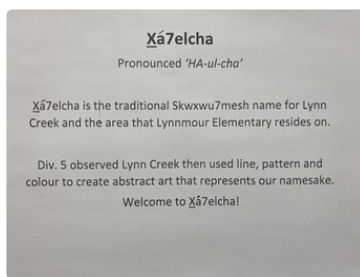 X̱á7elcha
Pronounced ‘HA-ul-cha’
X̱á7elcha is the traditional Skwxwu7mesh name for Lynn
Creek and the area that Lynnmour Elementary resides on.
Div. 5 observed Lynn Creek then used line, pattern and
colour to create abstract art that represents our namesake.
Welcome to X̱á7elcha!